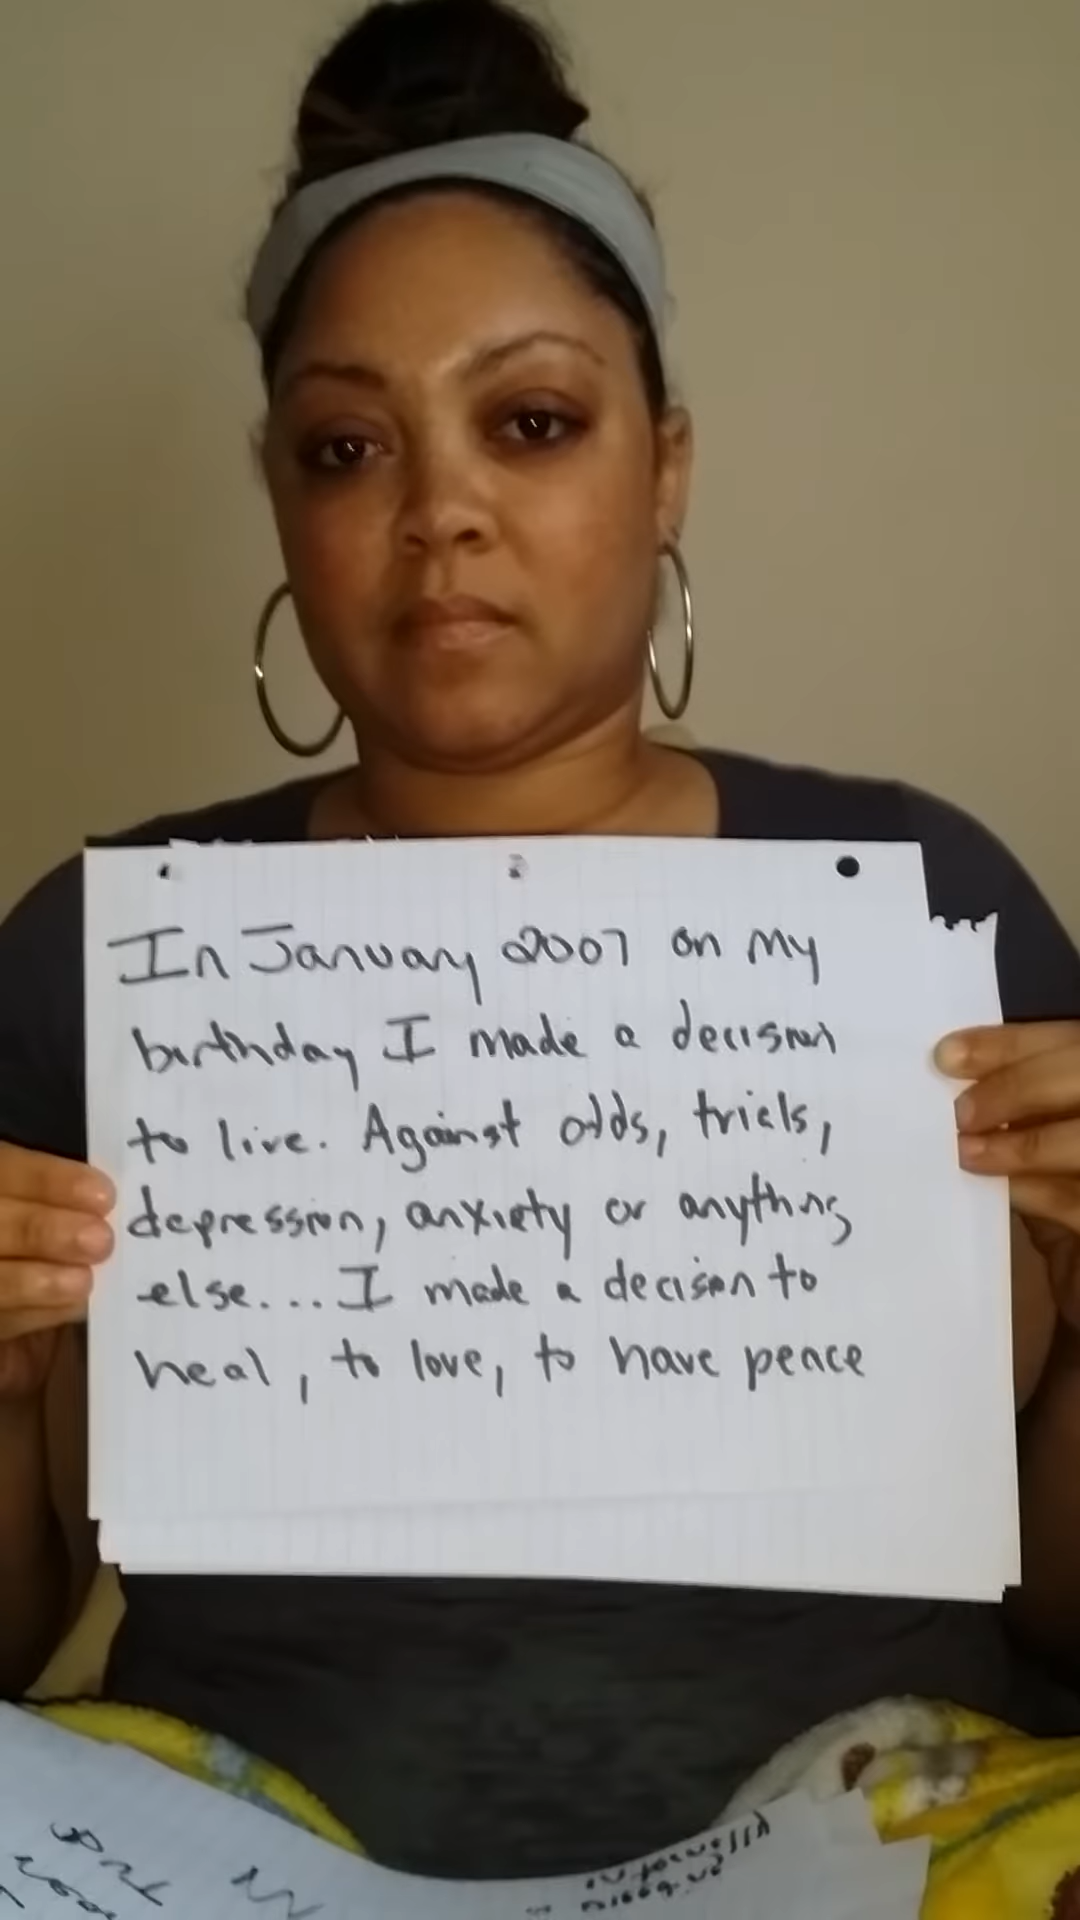 In January 2007 on my
birthday I made a decision
to live. Against odds, trials,
depression, anxiety or anything
else... I made a decision to
heal, to love, to have peace